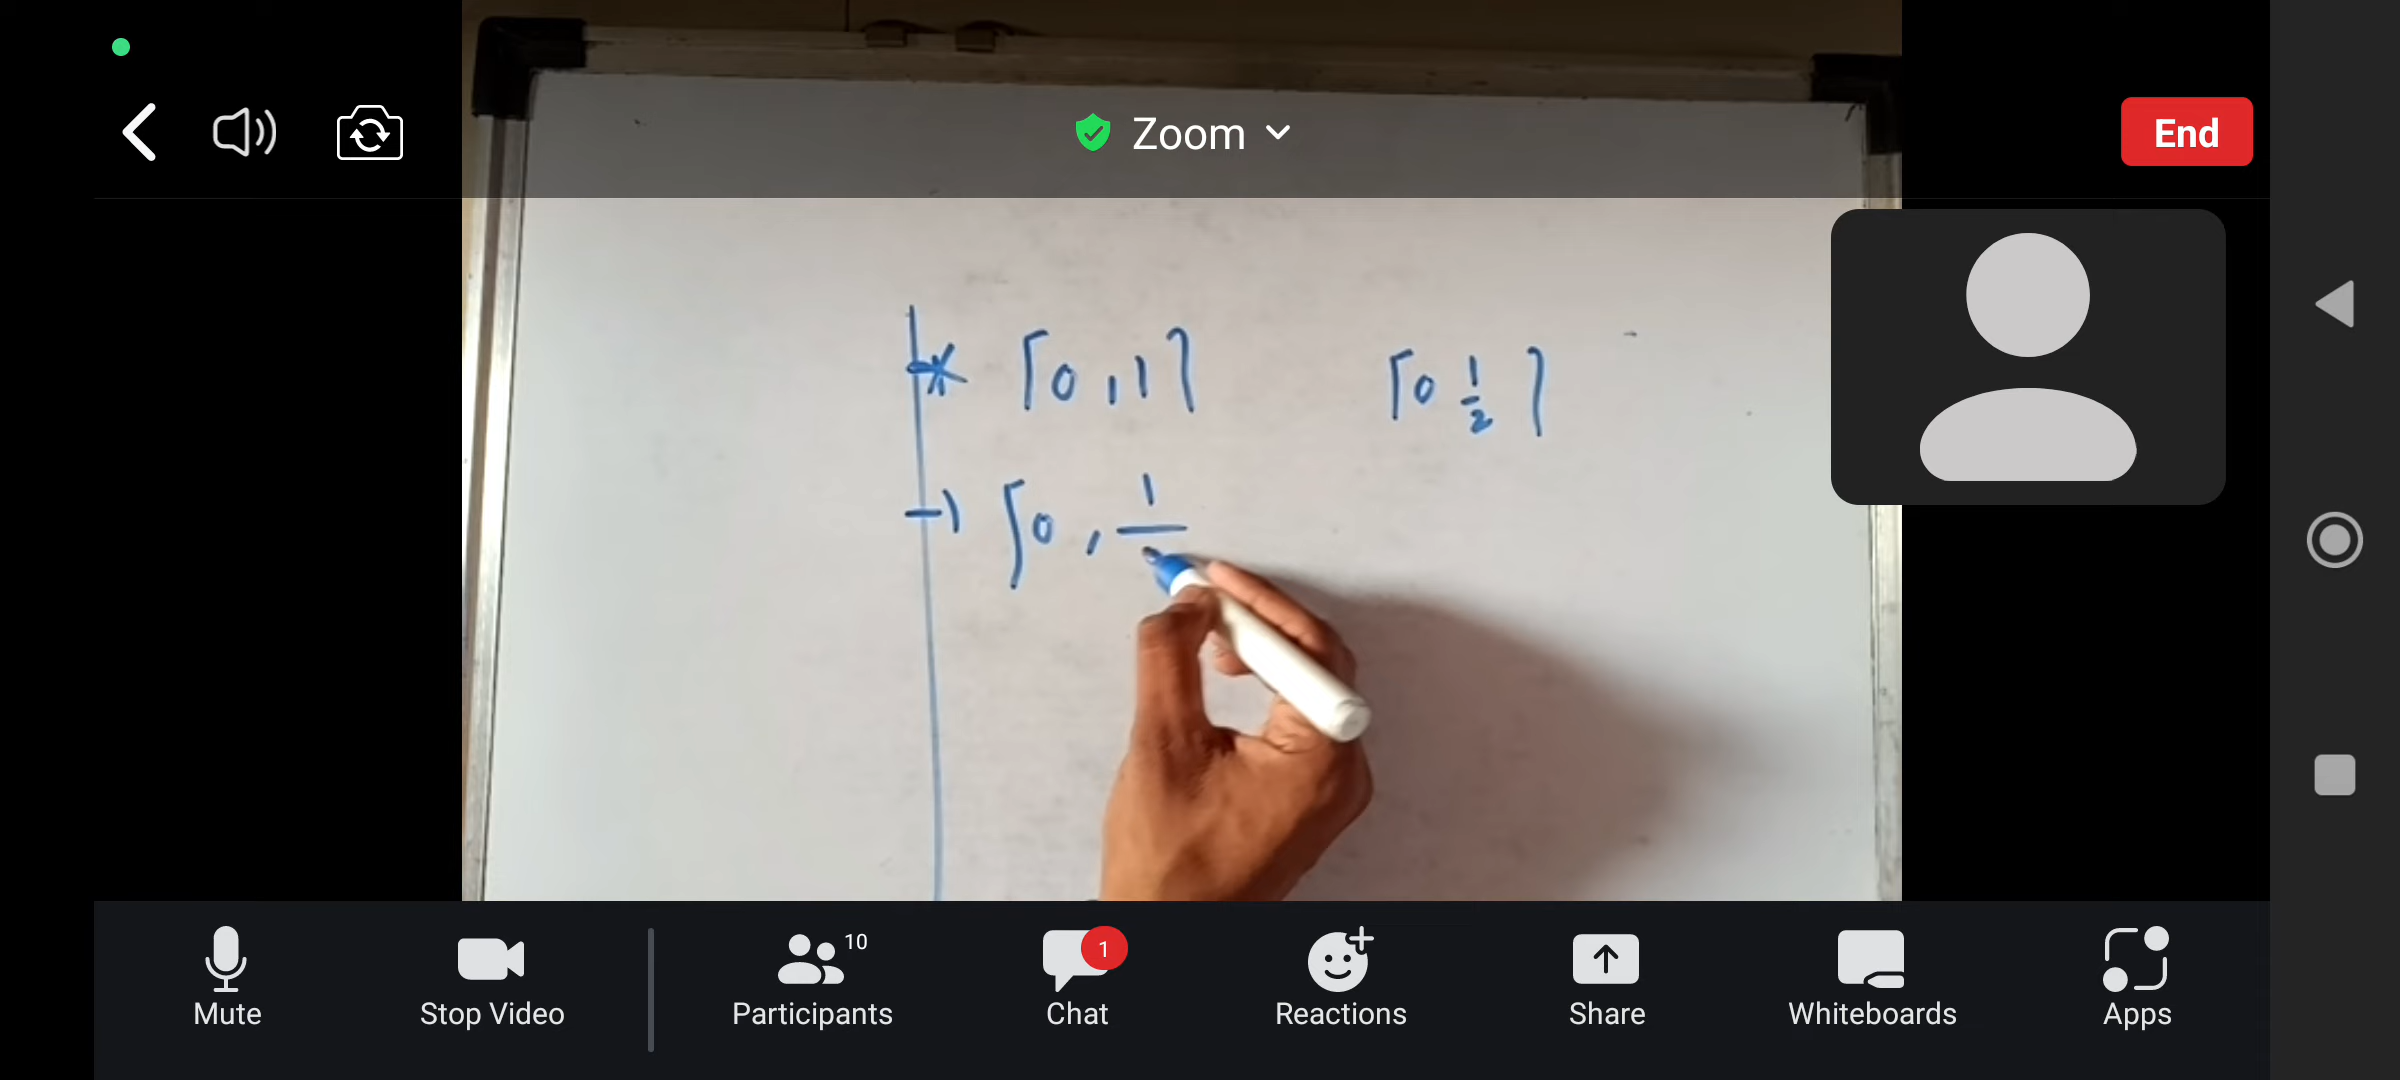 Zoom
End
* [0,1] [0 1/2]
-1 [0, 1/
10
1
Mute Stop Video Participants Chat Reactions Share Whiteboards Apps